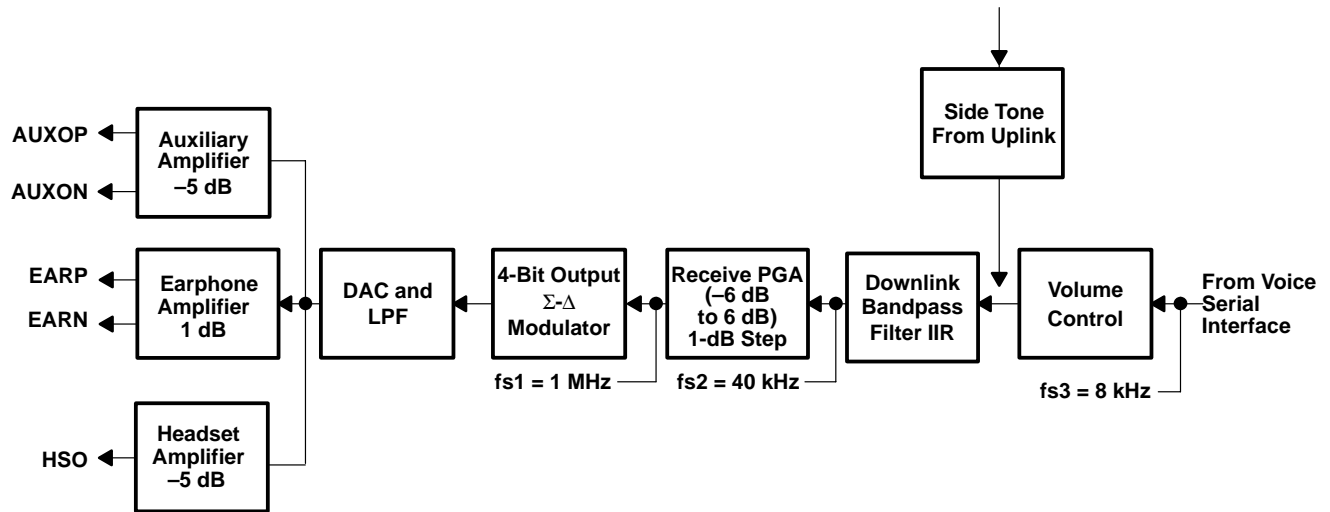 Side Tone
From Uplink
AUXOP
AUXON
Auxiliary
Amplifier
–5 dB
EARP
EARN
Earphone
Amplifier
1 dB
DAC and
LPF
4-Bit Output
Σ-Δ
Modulator
Receive PGA
(–6 dB
to 6 dB)
1-dB Step
Downlink
Bandpass
Filter IIR
Volume
Control
From Voice
Serial
Interface
fs1 = 1 MHz
fs2 = 40 kHz
fs3 = 8 kHz
HSO
Headset
Amplifier
–5 dB